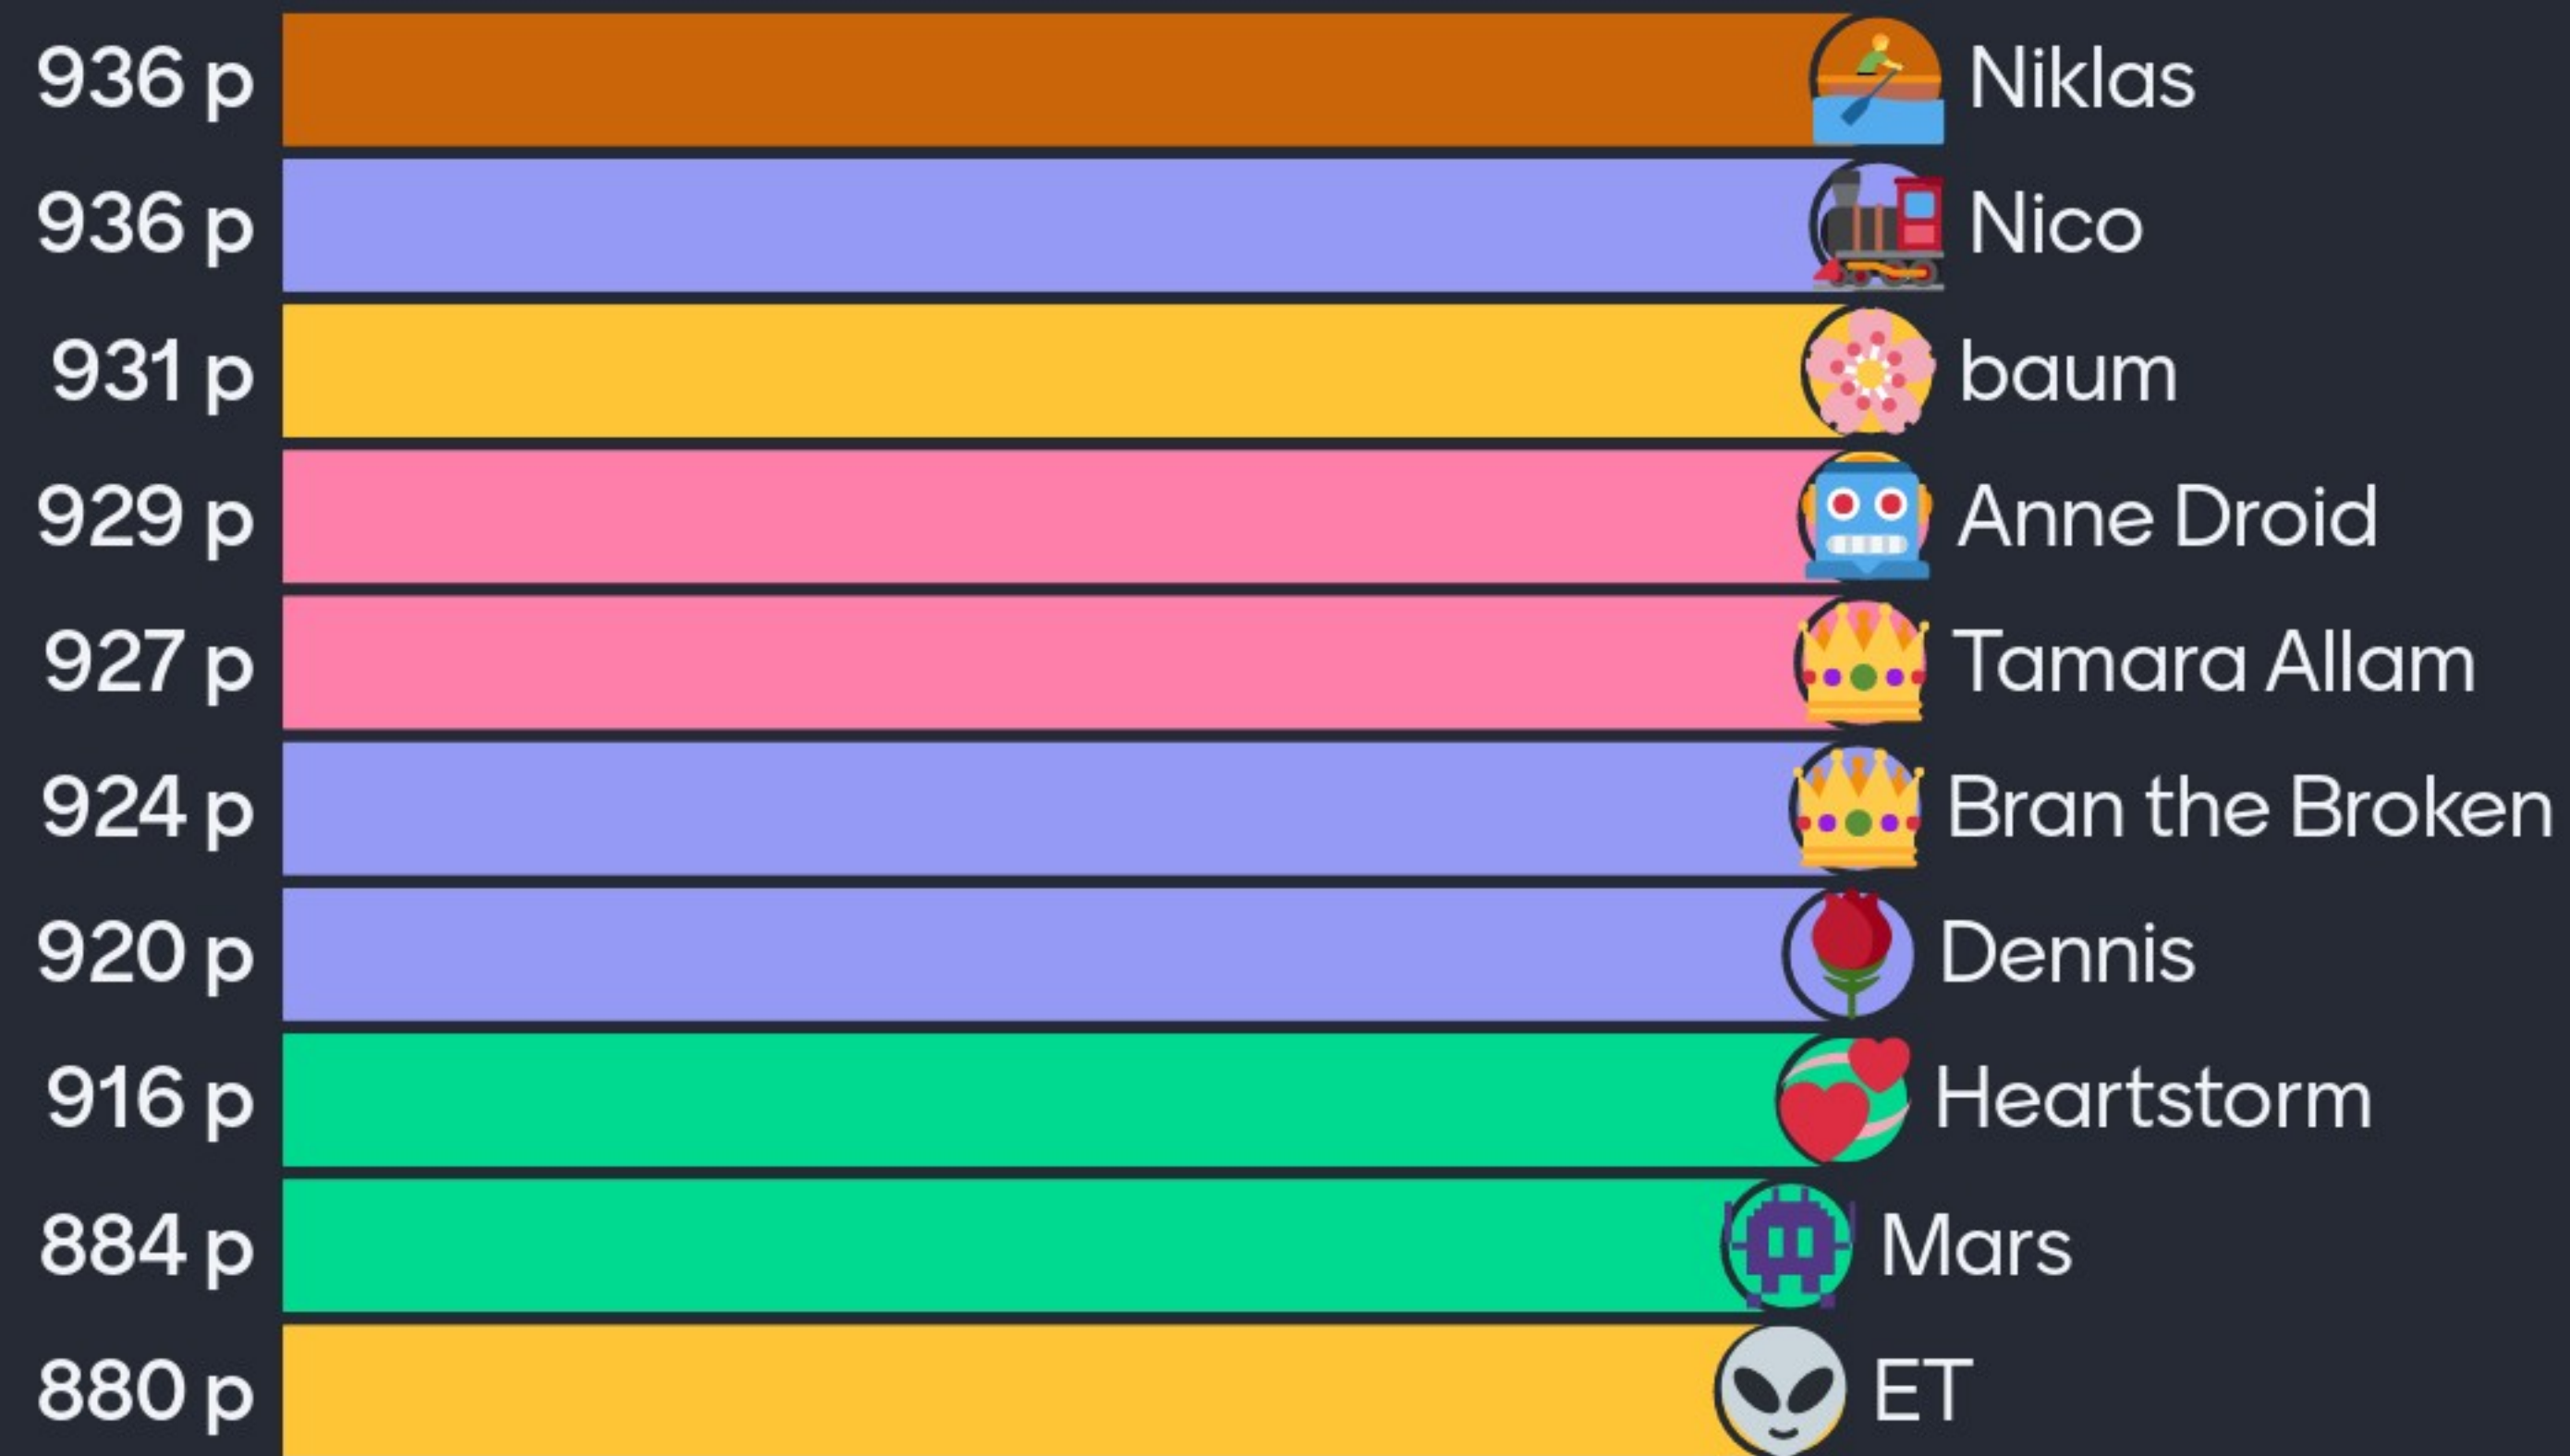 936 p Niklas
936 p Nico
931 p baum
929 p Anne Droid
927 p Tamara Allam
924 p Bran the Broken
920 p Dennis
916 p Heartstorm
884 p Mars
880 p ET